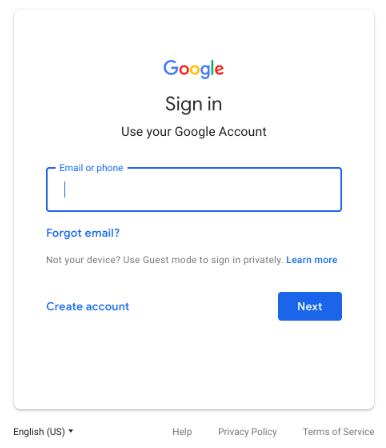 Google
Sign in
Use your Google Account
Email or phone
Forgot email?
Not your device? Use Guest mode to sign in privately. Learn more
Create account
Next
English (US)
Help
Privacy Policy
Terms of Service